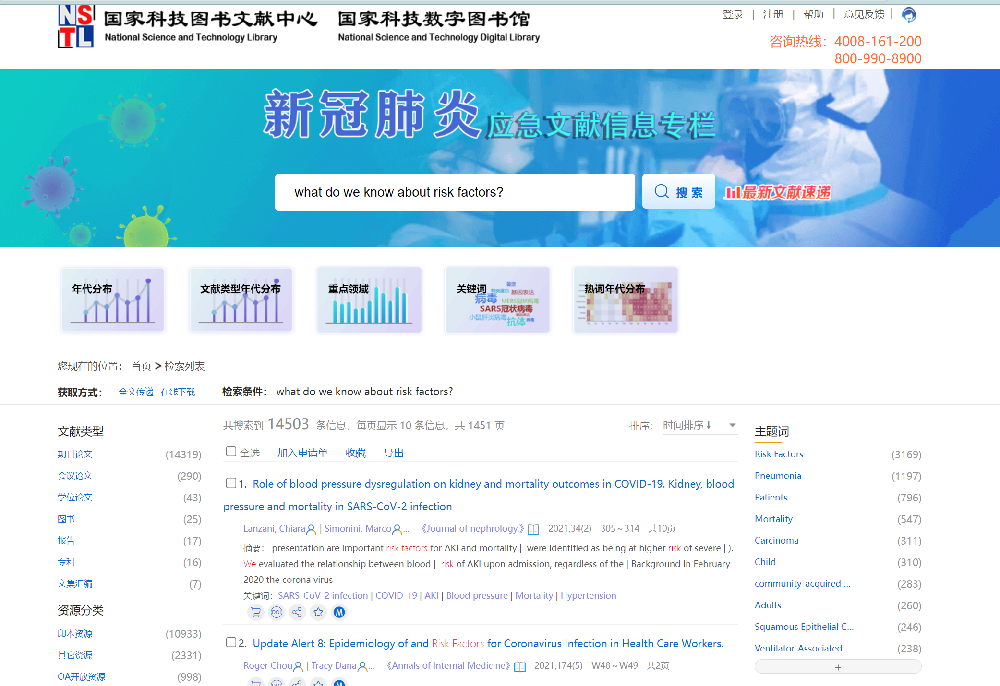 NSTL 国家科技图书文献中心 国家科技数字图书馆
National Science and Technology Library National Science and Technology Digital Library
登录 | 注册 | 帮助 | 意见反馈 |
咨询热线：4008-161-200
800-990-8900
新冠肺炎 应急文献信息专栏
what do we know about risk factors? 搜索 最新文献速递
年代分布
文献类型年代分布
重点领域
关键词
鉴定
刺突蛋白 基因表达
病毒 MERS冠状病毒
SARS冠状病毒
小鼠肝炎病毒 抗体 病毒
热词年代分布
您现在的位置： 首页 > 检索列表
获取方式： 全文传递 在线下载 检索条件： what do we know about risk factors?
文献类型
期刊论文 (14319)
会议论文 (290)
学位论文 (43)
图书 (25)
报告 (17)
专利 (16)
文集汇编 (7)
资源分类
印本资源 (10933)
其它资源 (2331)
OA开放资源 (998)
共搜索到 14503 条信息，每页显示 10 条信息，共 1451 页 排序： 时间排序⬇
全选 加入申请单 收藏 导出
1. Role of blood pressure dysregulation on kidney and mortality outcomes in COVID-19. Kidney, blood
pressure and mortality in SARS-CoV-2 infection
Lanzani, Chiara | Simonini, Marco ... - 《Journal of nephrology.》 - 2021,34(2) - 305～314 - 共10页
摘要： presentation are important risk factors for AKI and mortality | were identified as being at higher risk of severe | ).
We evaluated the relationship between blood | risk of AKI upon admission, regardless of the | Background In February
2020 the corona virus
关键词：SARS-CoV-2 infection | COVID-19 | AKI | Blood pressure | Mortality | Hypertension
DOI M
2. Update Alert 8: Epidemiology of and Risk Factors for Coronavirus Infection in Health Care Workers.
Roger Chou | Tracy Dana ... - 《Annals of Internal Medicine》 - 2021,174(5) - W48～W49 - 共2页
DOI M
主题词
Risk Factors (3169)
Pneumonia (1197)
Patients (796)
Mortality (547)
Carcinoma (311)
Child (310)
community-acquired ... (283)
Adults (260)
Squamous Epithelial C... (246)
Ventilator-Associated ... (238)
+